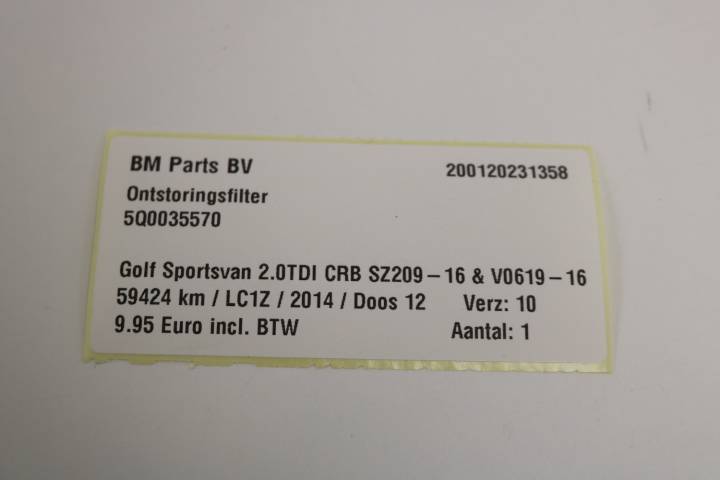 BM Parts BV 200120231358
Ontstoringsfilter
5Q0035570
Golf Sportsvan 2.0TDI CRB SZ209-16 & V0619-16
59424 km / LC1Z / 2014 / Doos 12 Verz: 10
9.95 Euro incl. BTW Aantal: 1